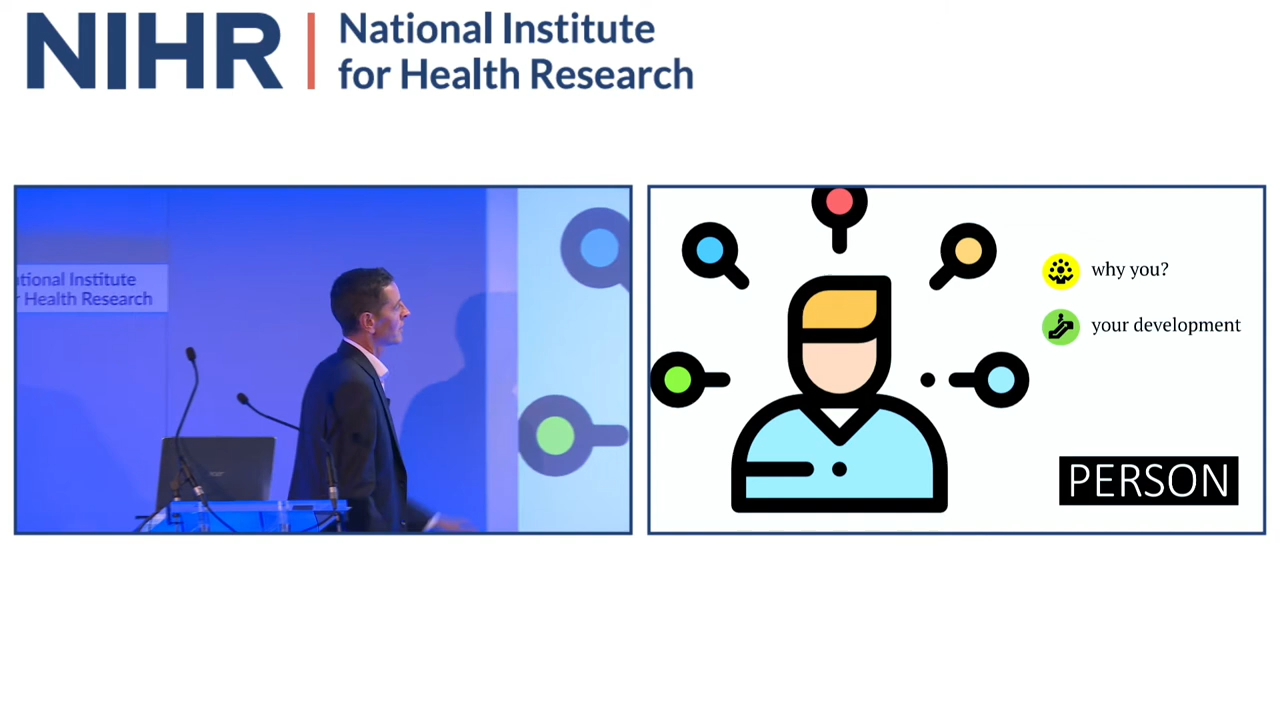 NIHR
National Institute
for Health Research
ational Institute
r Health Research
why you?
your development
PERSON